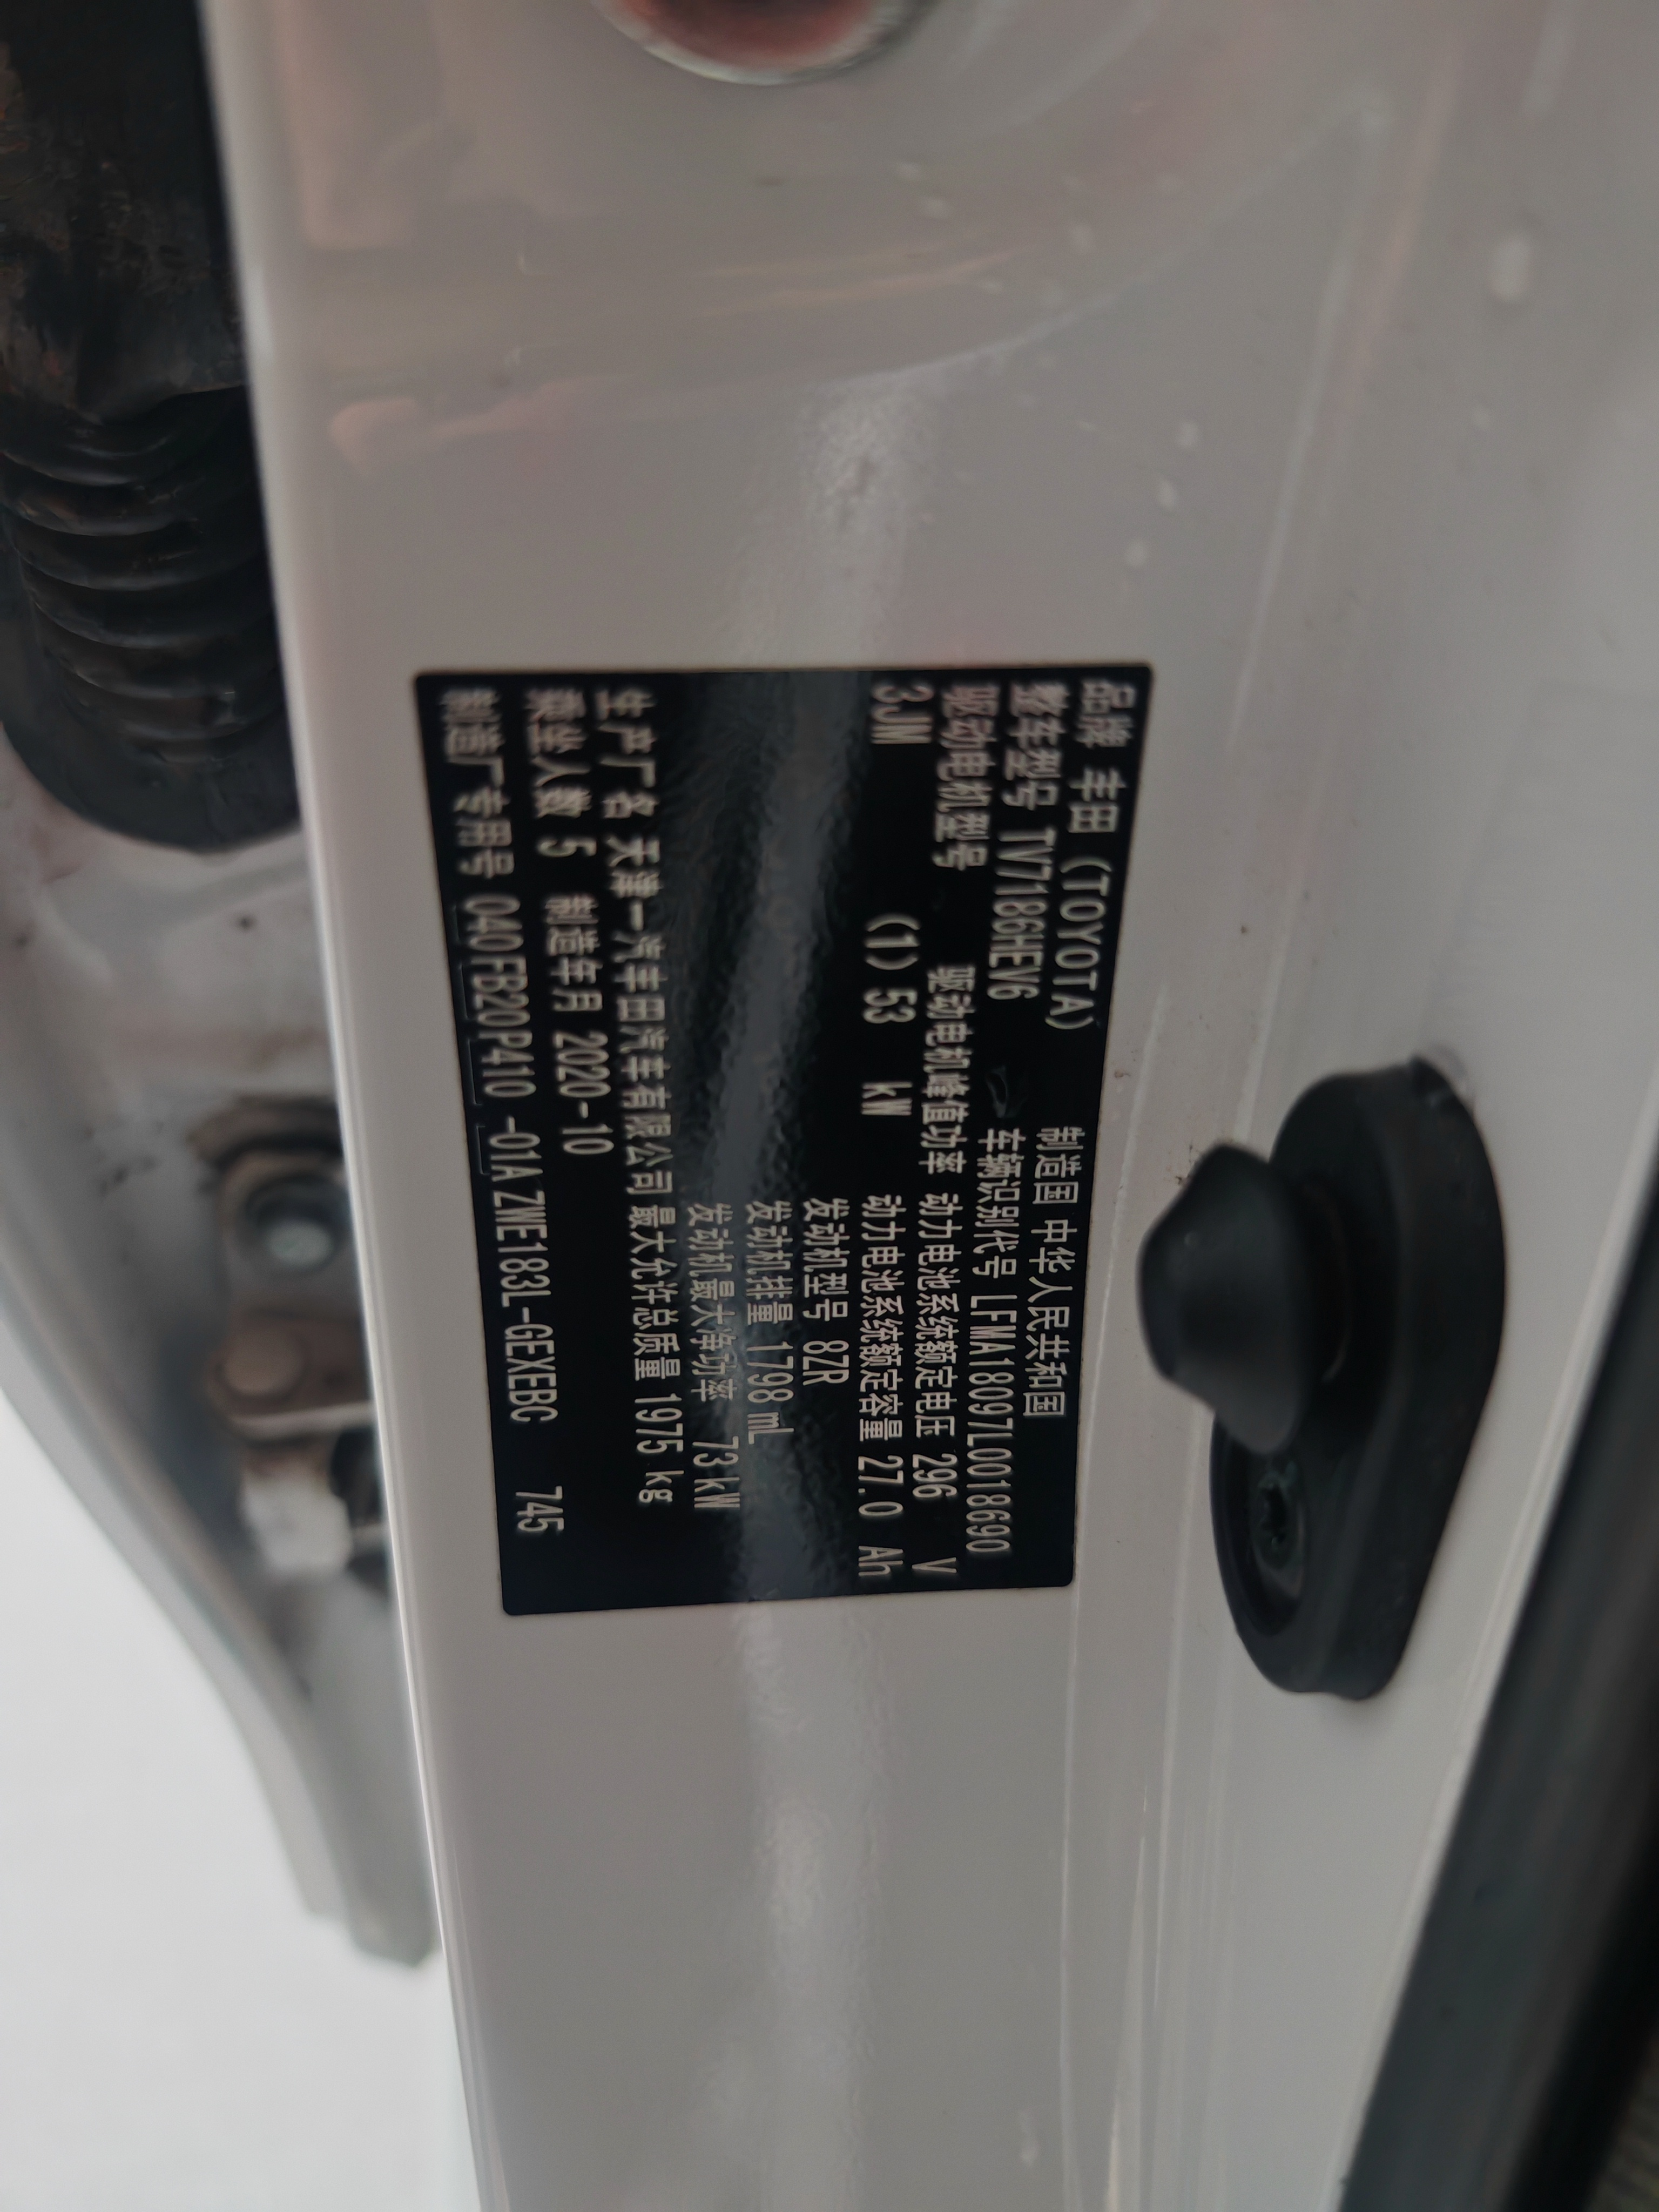 品牌 丰田 (TOYOTA) 制造国 中华人民共和国
整车型号 TV7186HEV6 车辆识别代号 LFMA18097L0018690
驱动电机型号 驱动电机峰值功率 动力电池系统额定电压 296 V
3JM (1) 53 kW 动力电池系统额定容量 27.0 Ah
发动机型号 8ZR
发动机排量 1798 mL
发动机最大净功率 73 kW
生产厂名 天津一汽丰田汽车有限公司 最大允许总质量 1975 kg
乘坐人数 5 制造年月 2020-10
制造厂专用号 040,FB20P410 -01A ZWE183L-GEXEBC 745